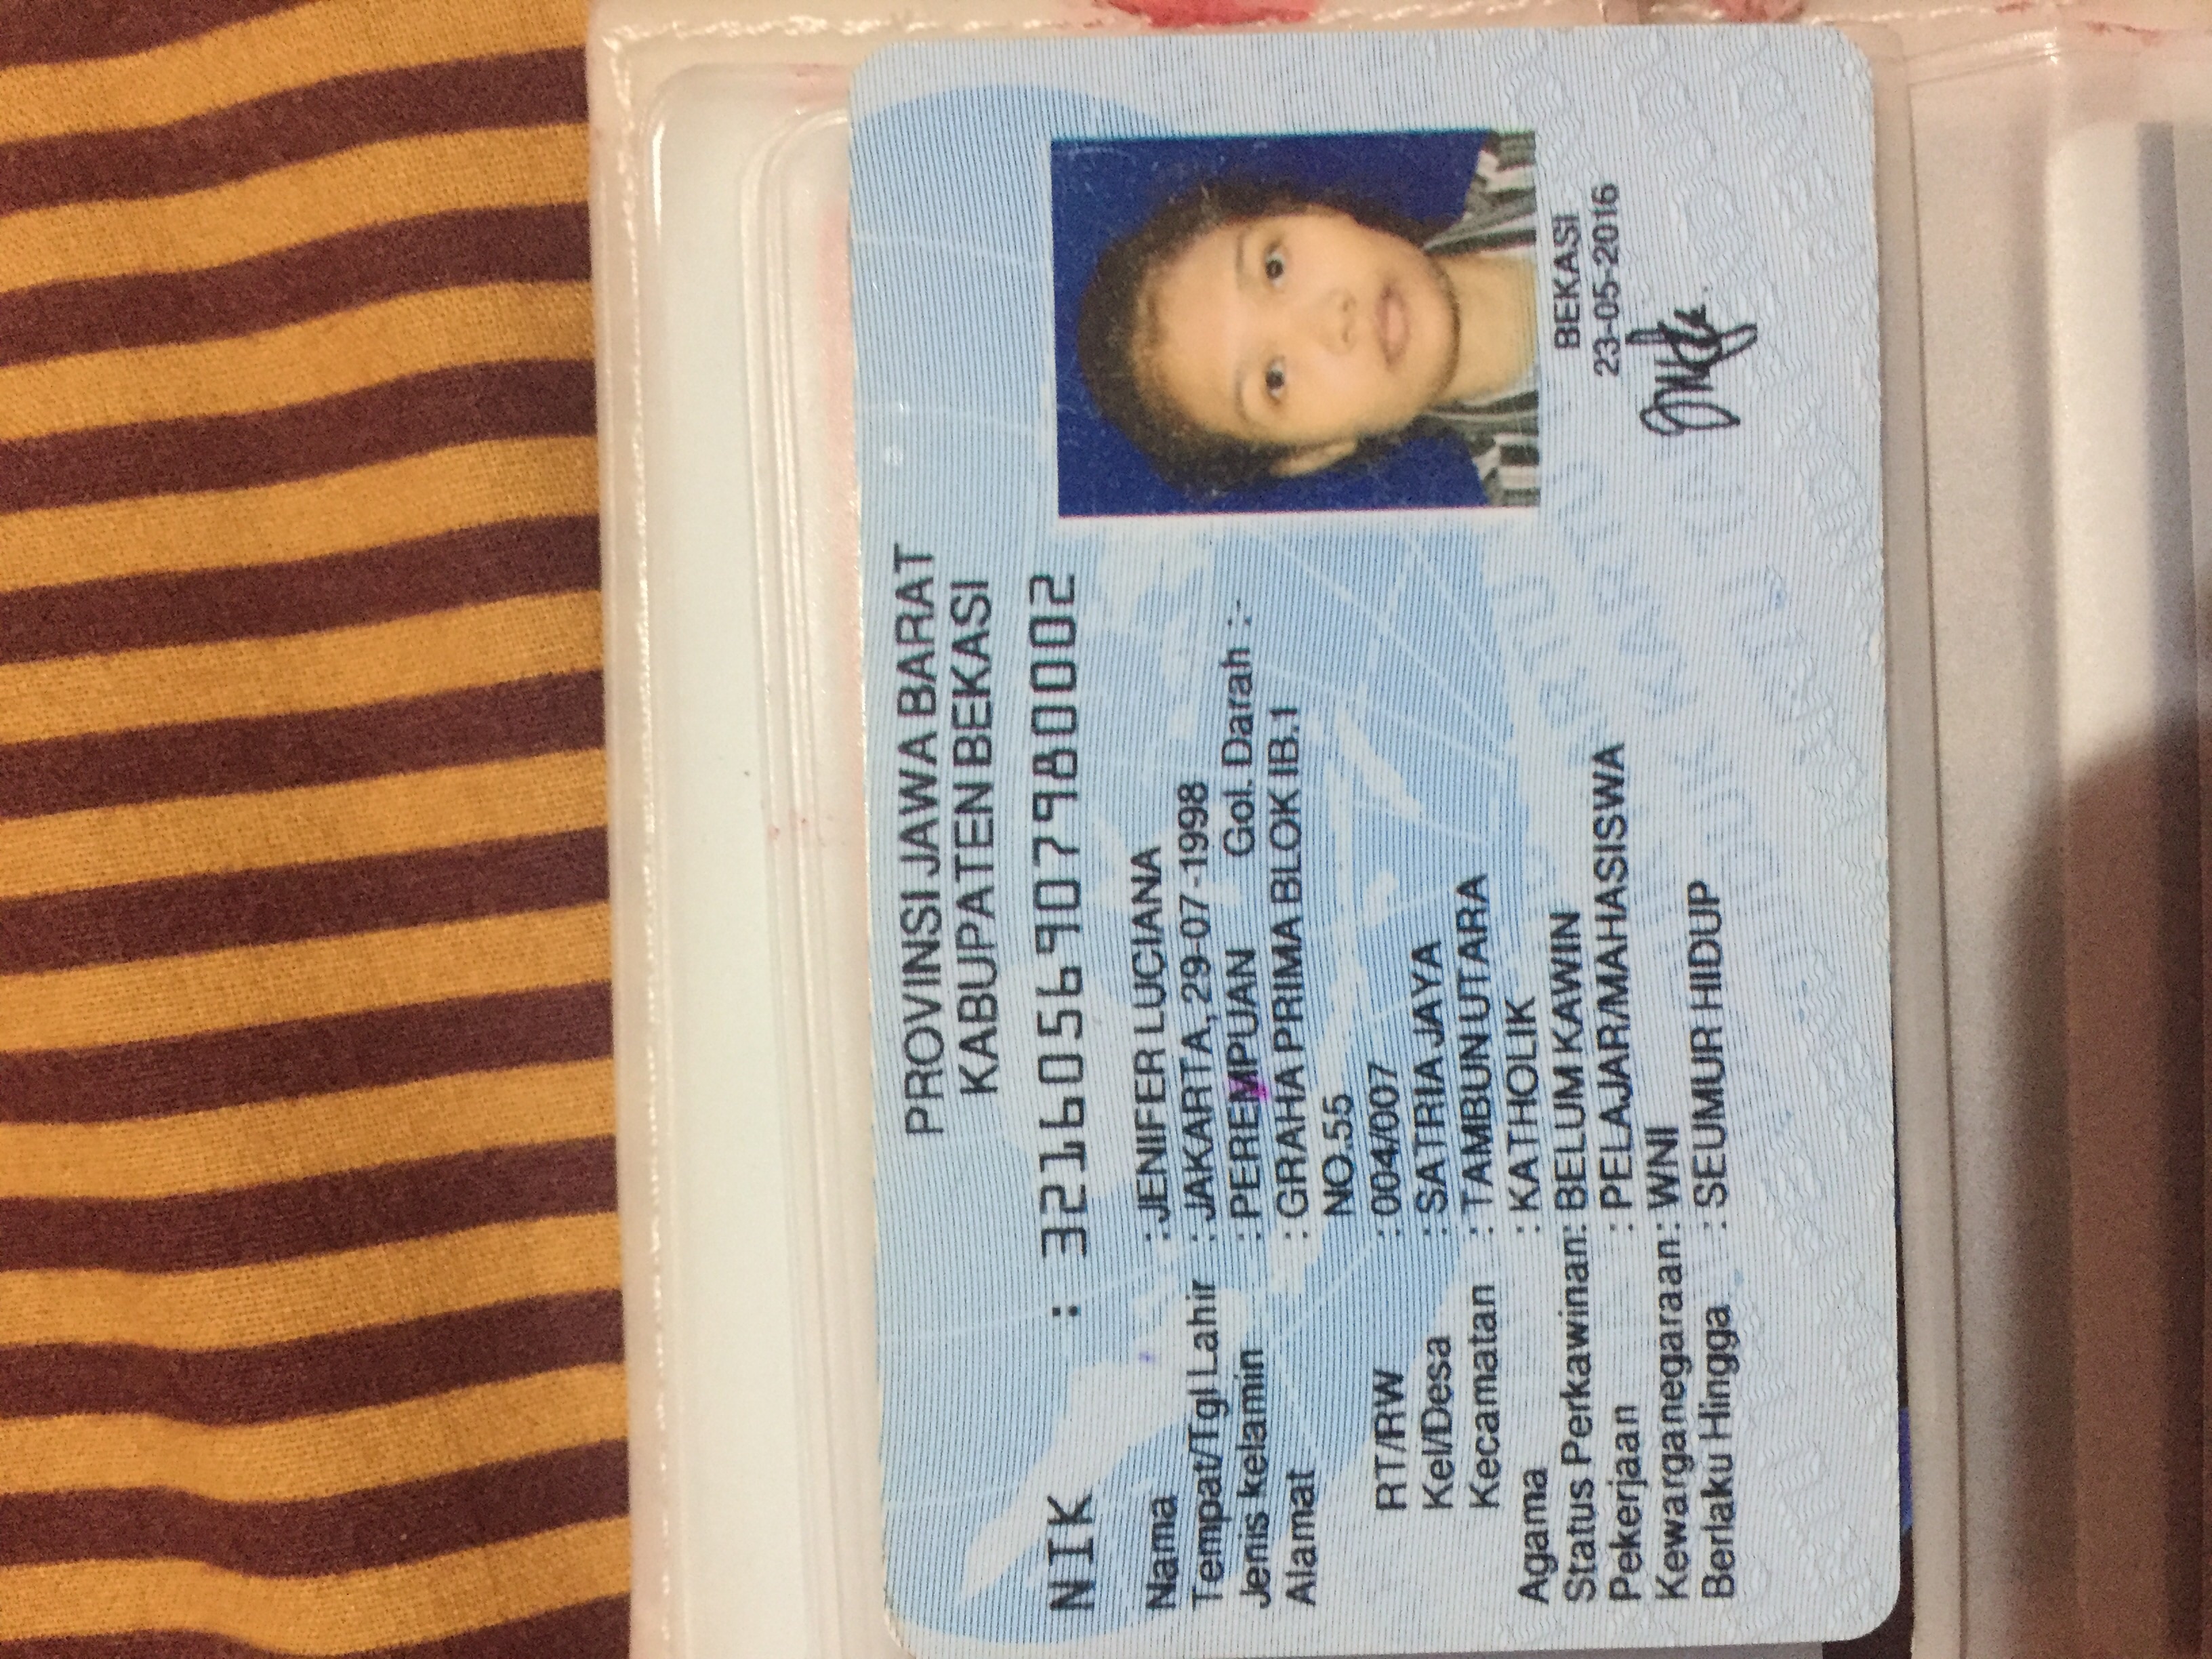 PROVINSI JAWA BARAT
KABUPATEN BEKASI
NIK : 3216056907980002
Nama : JENIFER LUCIANA
Tempat/Tgl Lahir : JAKARTA, 29-07-1998
Jenis kelamin : PEREMPUAN Gol. Darah :-
Alamat : GRAHA PRIMA BLOK IB.1
NO.55
RT/RW : 004/007
Kel/Desa : SATRIA JAYA
Kecamatan : TAMBUN UTARA
Agama : KATHOLIK
Status Perkawinan: BELUM KAWIN
Pekerjaan : PELAJAR/MAHASISWA
Kewarganegaraan: WNI
Berlaku Hingga : SEUMUR HIDUP
BEKASI
23-05-2016